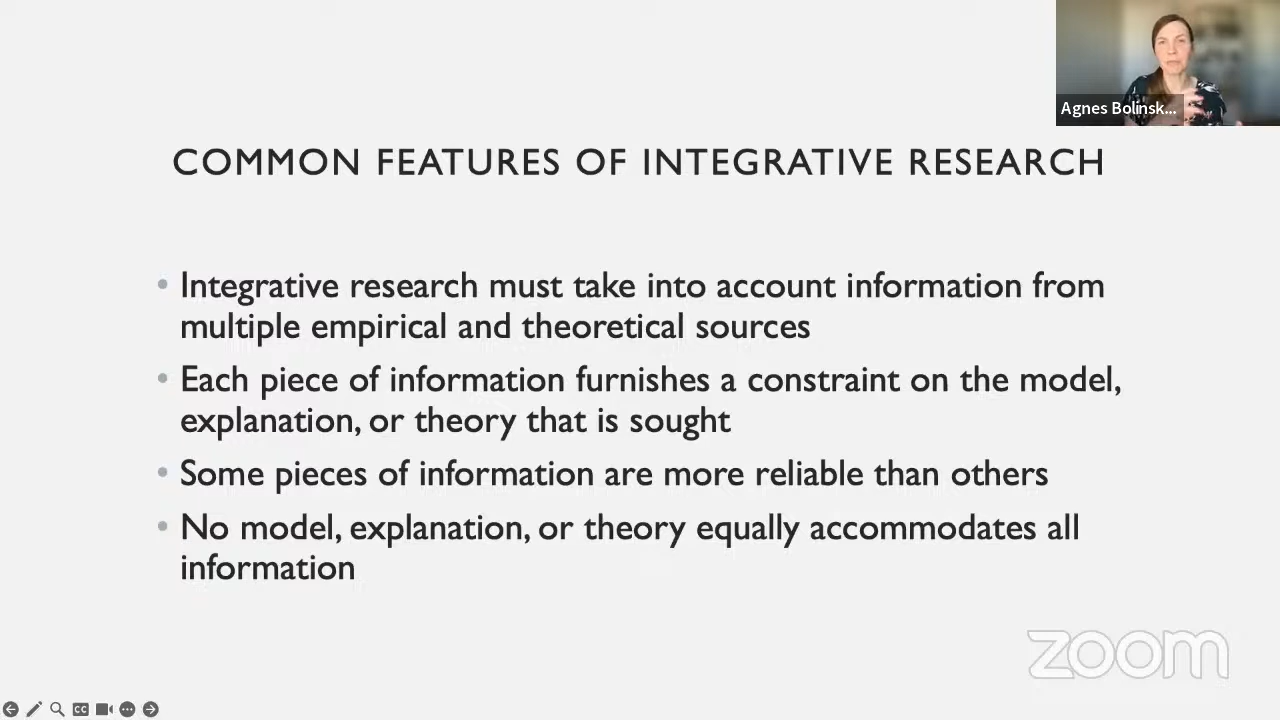 Agnes Bolinsk...
COMMON FEATURES OF INTEGRATIVE RESEARCH
• Integrative research must take into account information from
multiple empirical and theoretical sources
• Each piece of information furnishes a constraint on the model,
explanation, or theory that is sought
• Some pieces of information are more reliable than others
• No model, explanation, or theory equally accommodates all
information
zoom
CC